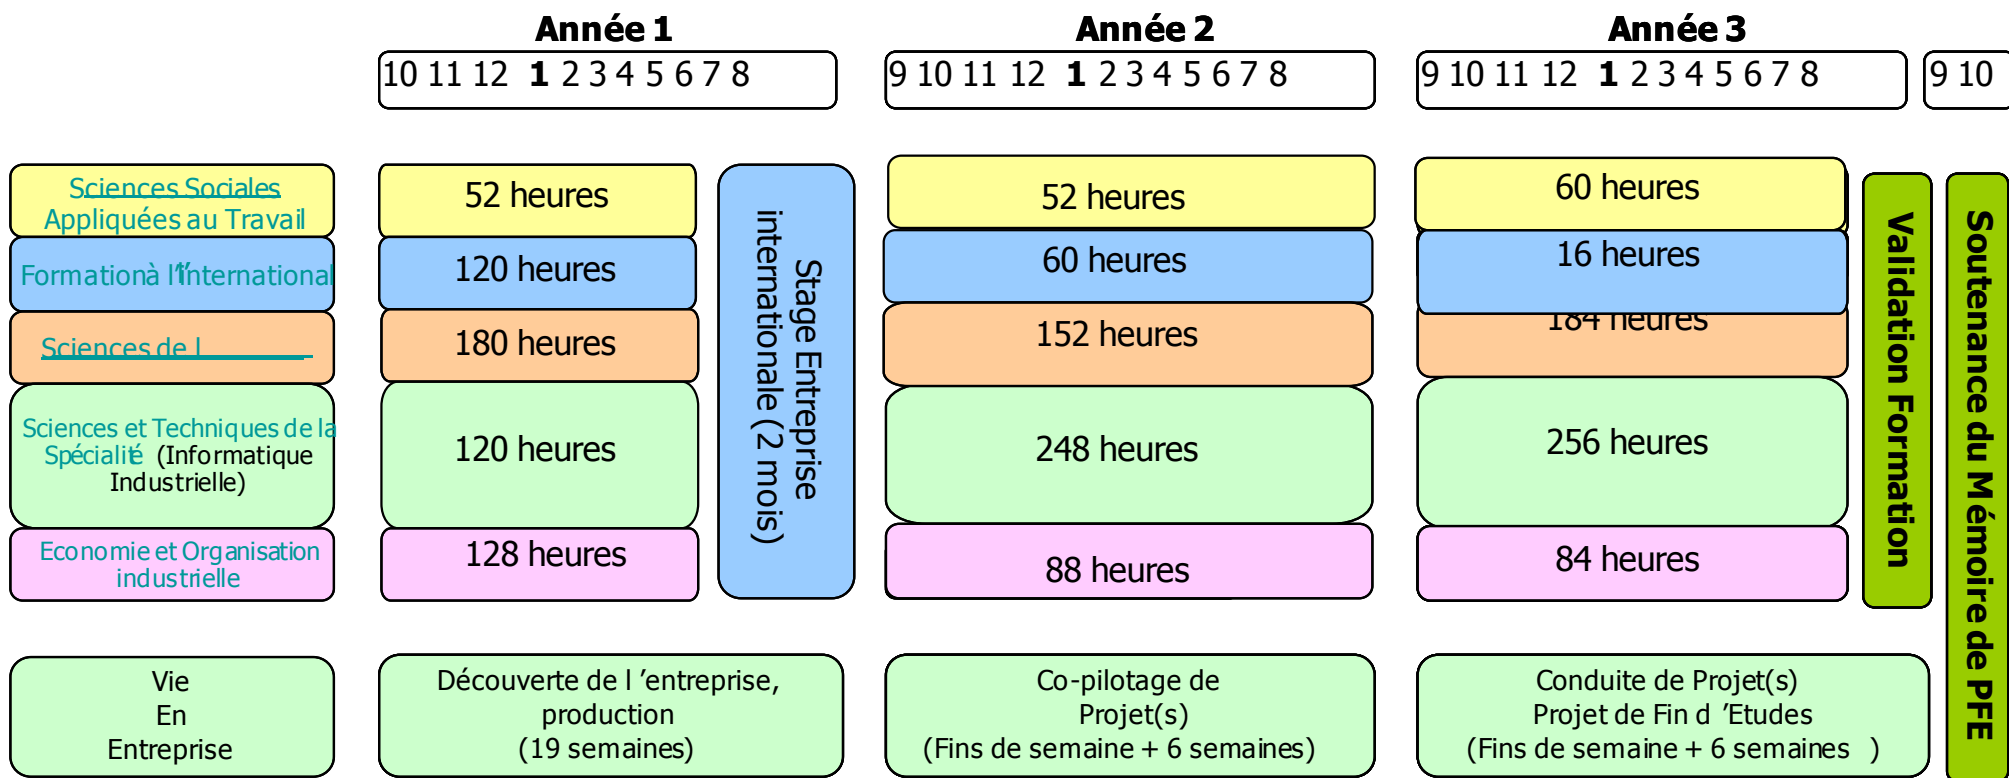 Année 1
Année 2
Année 3
10 11 12 1 2 3 4 5 6 7 8
9 10 11 12 1 2 3 4 5 6 7 8
9 10 11 12 1 2 3 4 5 6 7 8
9 10
Sciences Sociales
Appliquées au Travail
52 heures
52 heures
60 heures
Formation à l'International
120 heures
60 heures
16 heures
Sciences de l
180 heures
152 heures
184 heures
Sciences et Techniques de la
Spécialité (Informatique
Industrielle)
120 heures
248 heures
256 heures
Economie et Organisation
industrielle
128 heures
88 heures
84 heures
Stage Entreprise
internationale (2 mois)
Validation Formation
Soutenance du Mémoire de PFE
Vie
En
Entreprise
Découverte de l ’entreprise,
production
(19 semaines)
Co-pilotage de
Projet(s)
(Fins de semaine + 6 semaines)
Conduite de Projet(s)
Projet de Fin d ’Etudes
(Fins de semaine + 6 semaines )